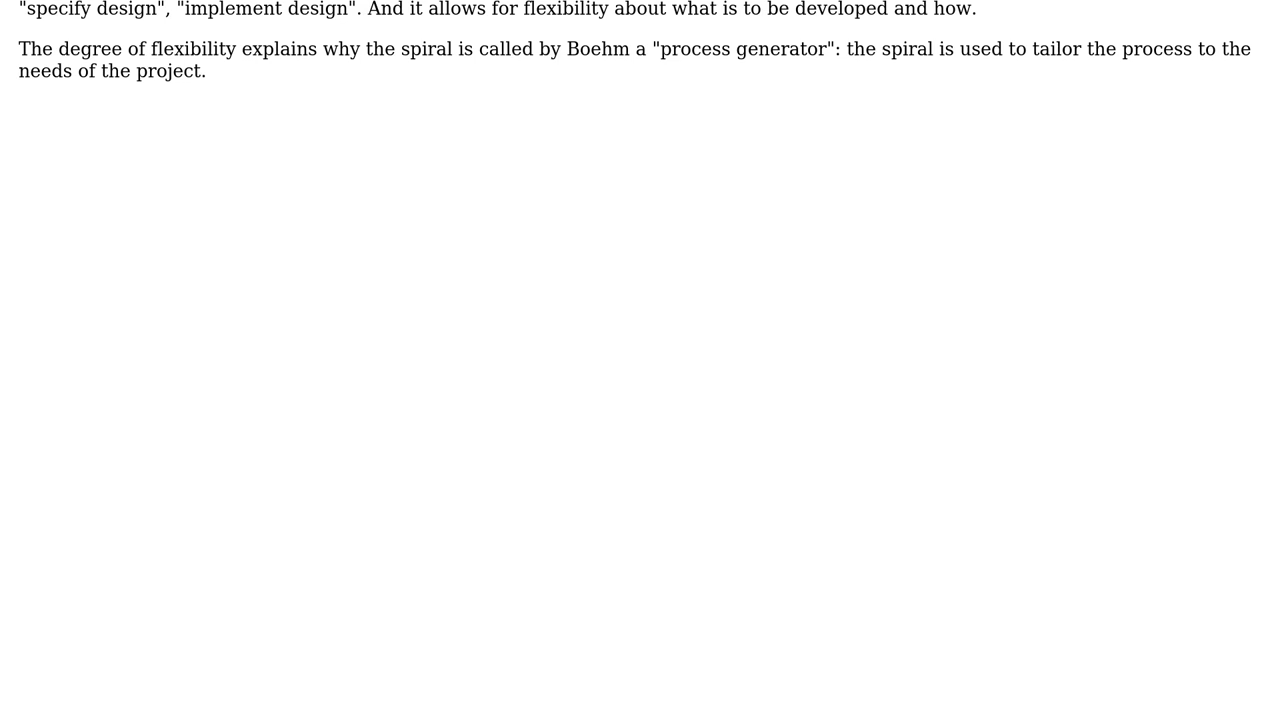 "specify design", "implement design". And it allows for flexibility about what is to be developed and how.
The degree of flexibility explains why the spiral is called by Boehm a "process generator": the spiral is used to tailor the process to the
needs of the project.